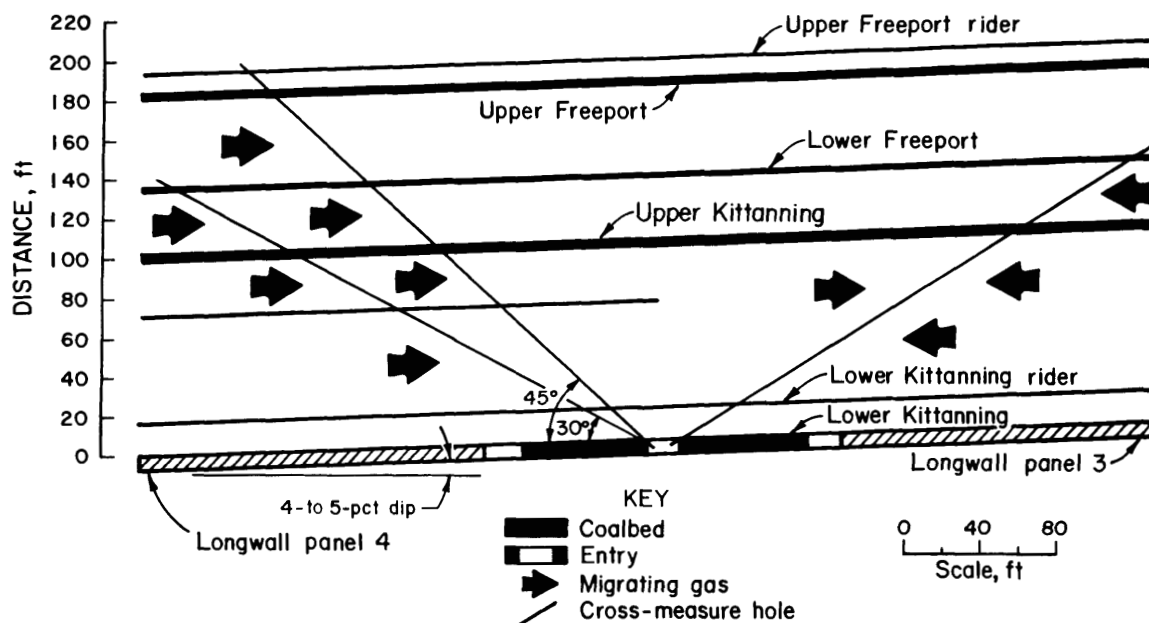 220
200
180
160
140
120
100
80
60
40
20
0
DISTANCE, ft
Upper Freeport rider
Upper Freeport
Lower Freeport
Upper Kittanning
Lower Kittanning rider
45°
30°
Lower Kittanning
Longwall panel 3
4-to 5-pct dip
Longwall panel 4
KEY
Coalbed
Entry
Migrating gas
Cross-measure hole
0 40 80
Scale, ft